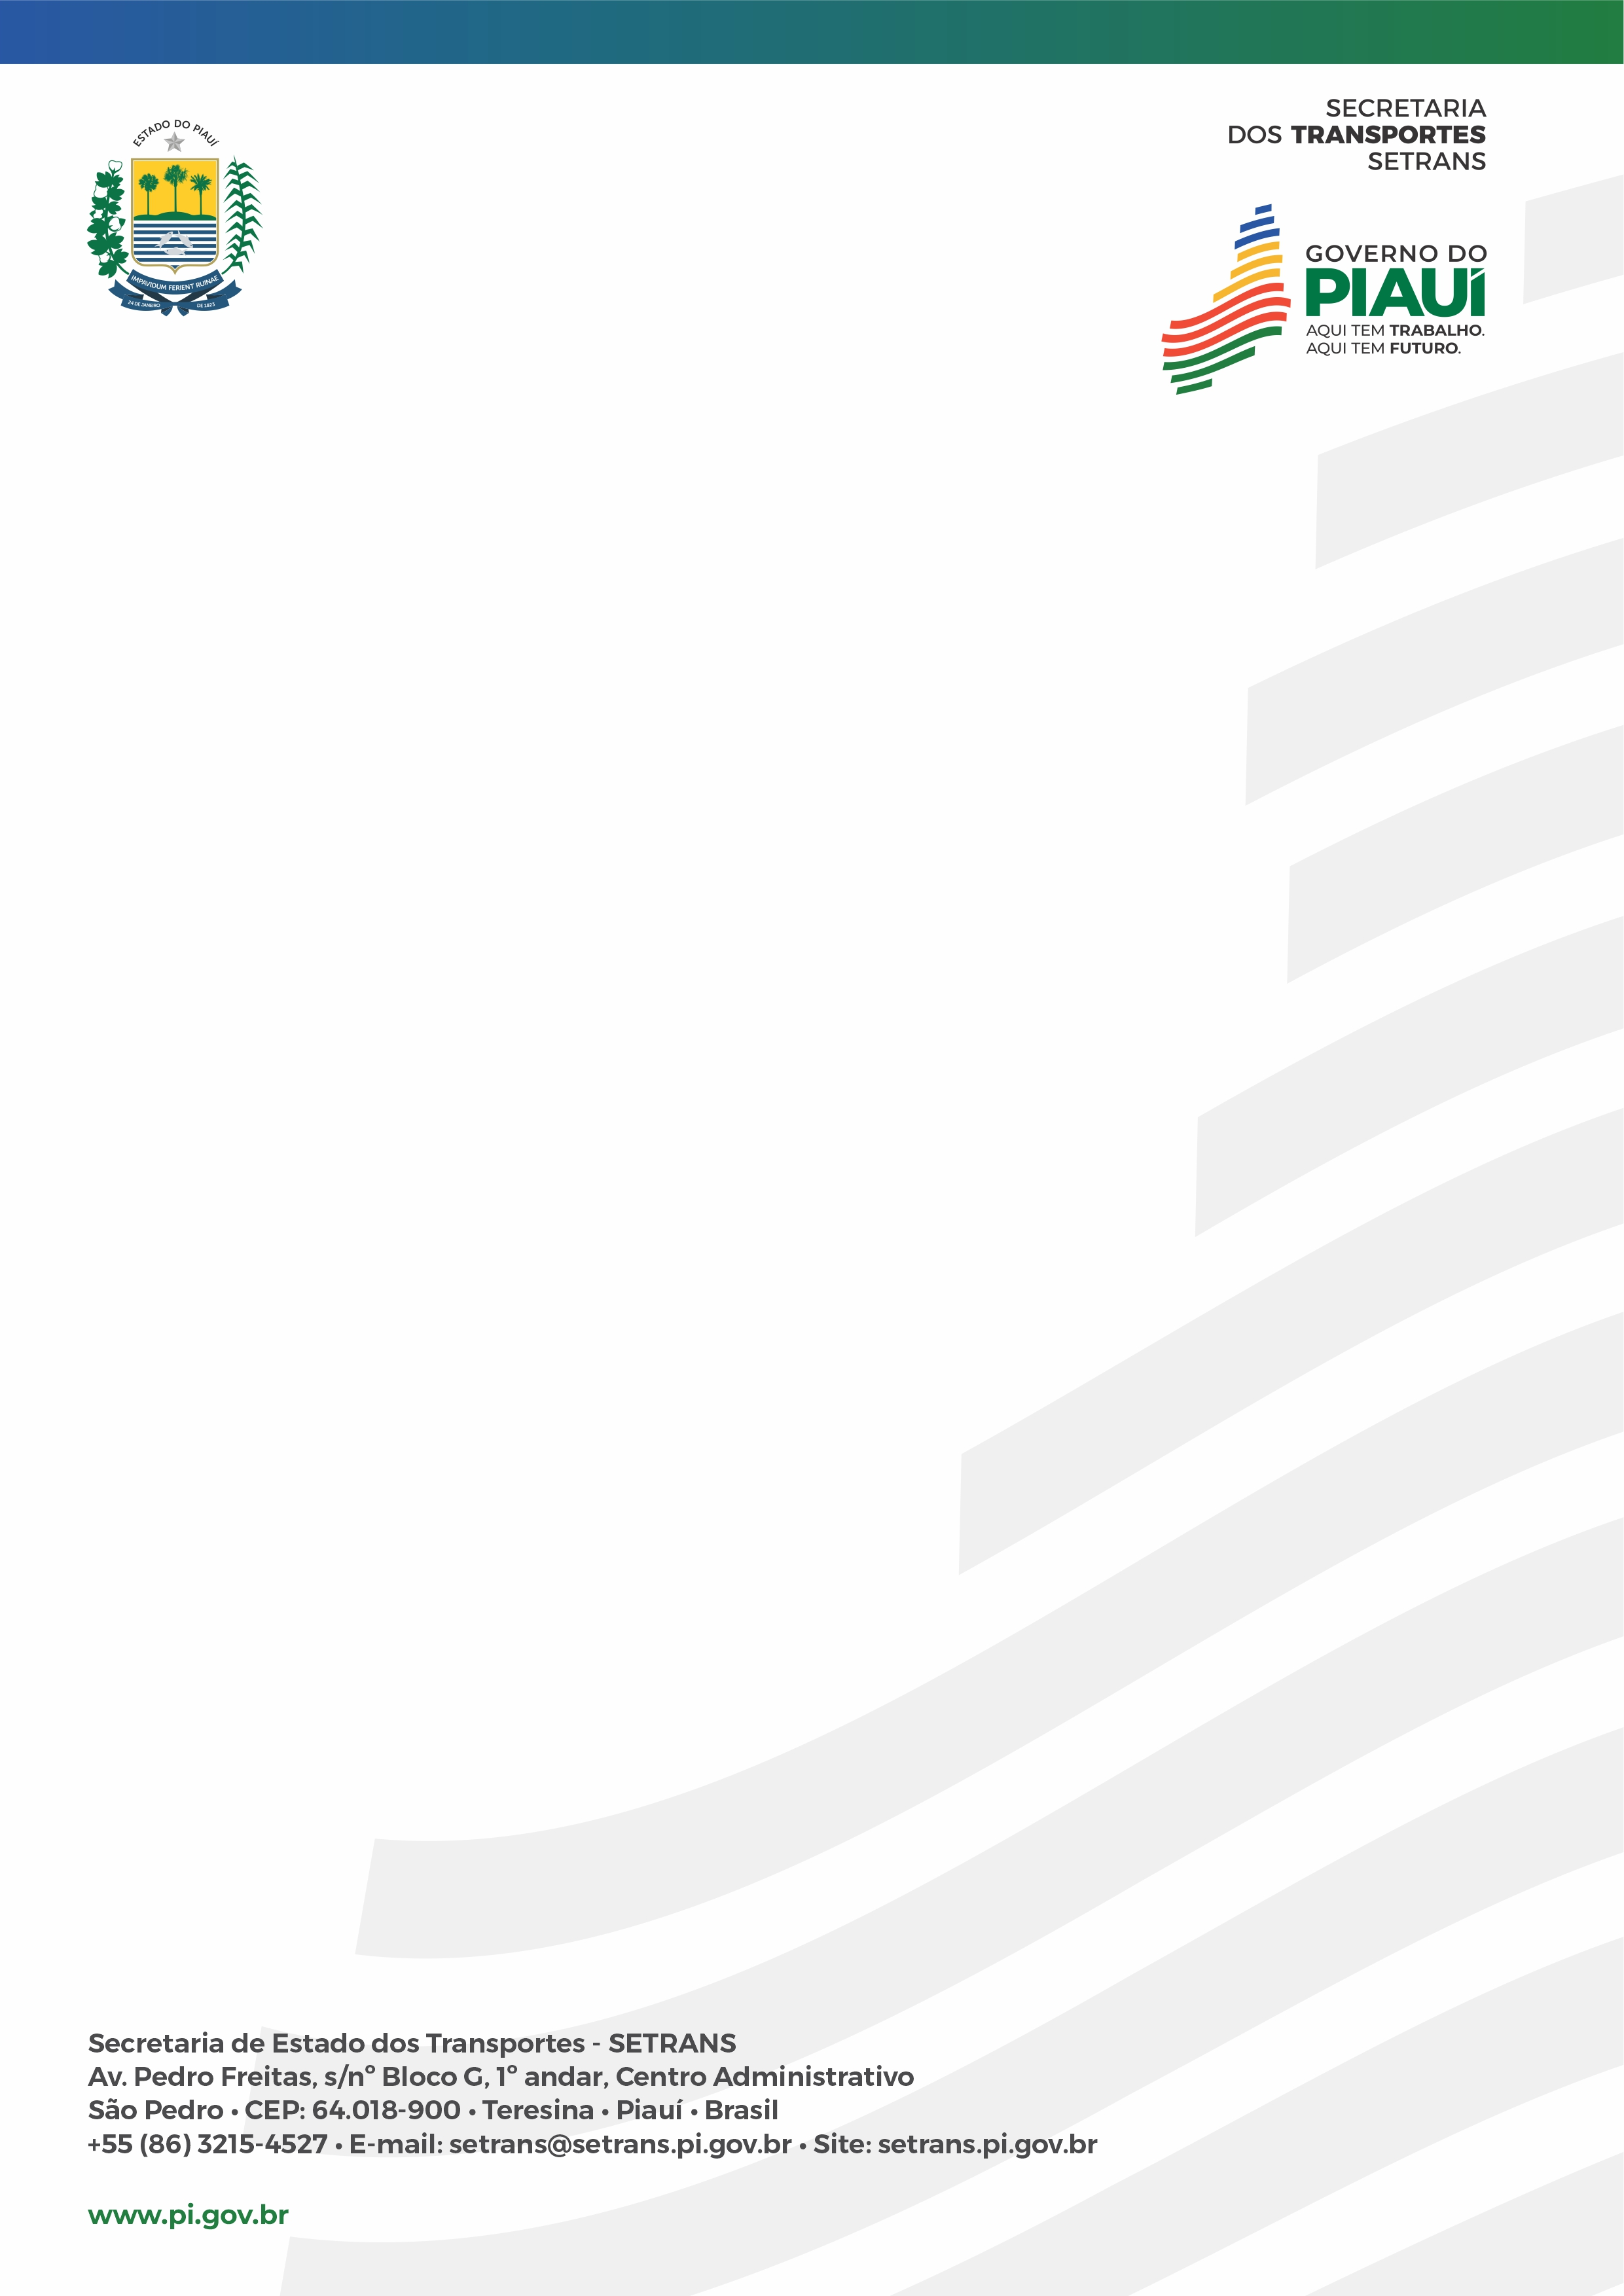 ESTADO DO PIAUÍ
IMPAVIDUM FERIENT RUINAE
24 DE JANEIRO DE 1823
SECRETARIA
DOS TRANSPORTES
SETRANS
GOVERNO DO
PIAUÍ
AQUI TEM TRABALHO.
AQUI TEM FUTURO.
Secretaria de Estado dos Transportes - SETRANS
Av. Pedro Freitas, s/nº Bloco G, 1º andar, Centro Administrativo
São Pedro • CEP: 64.018-900 • Teresina • Piauí • Brasil
+55 (86) 3215-4527 • E-mail: setrans@setrans.pi.gov.br • Site: setrans.pi.gov.br
www.pi.gov.br